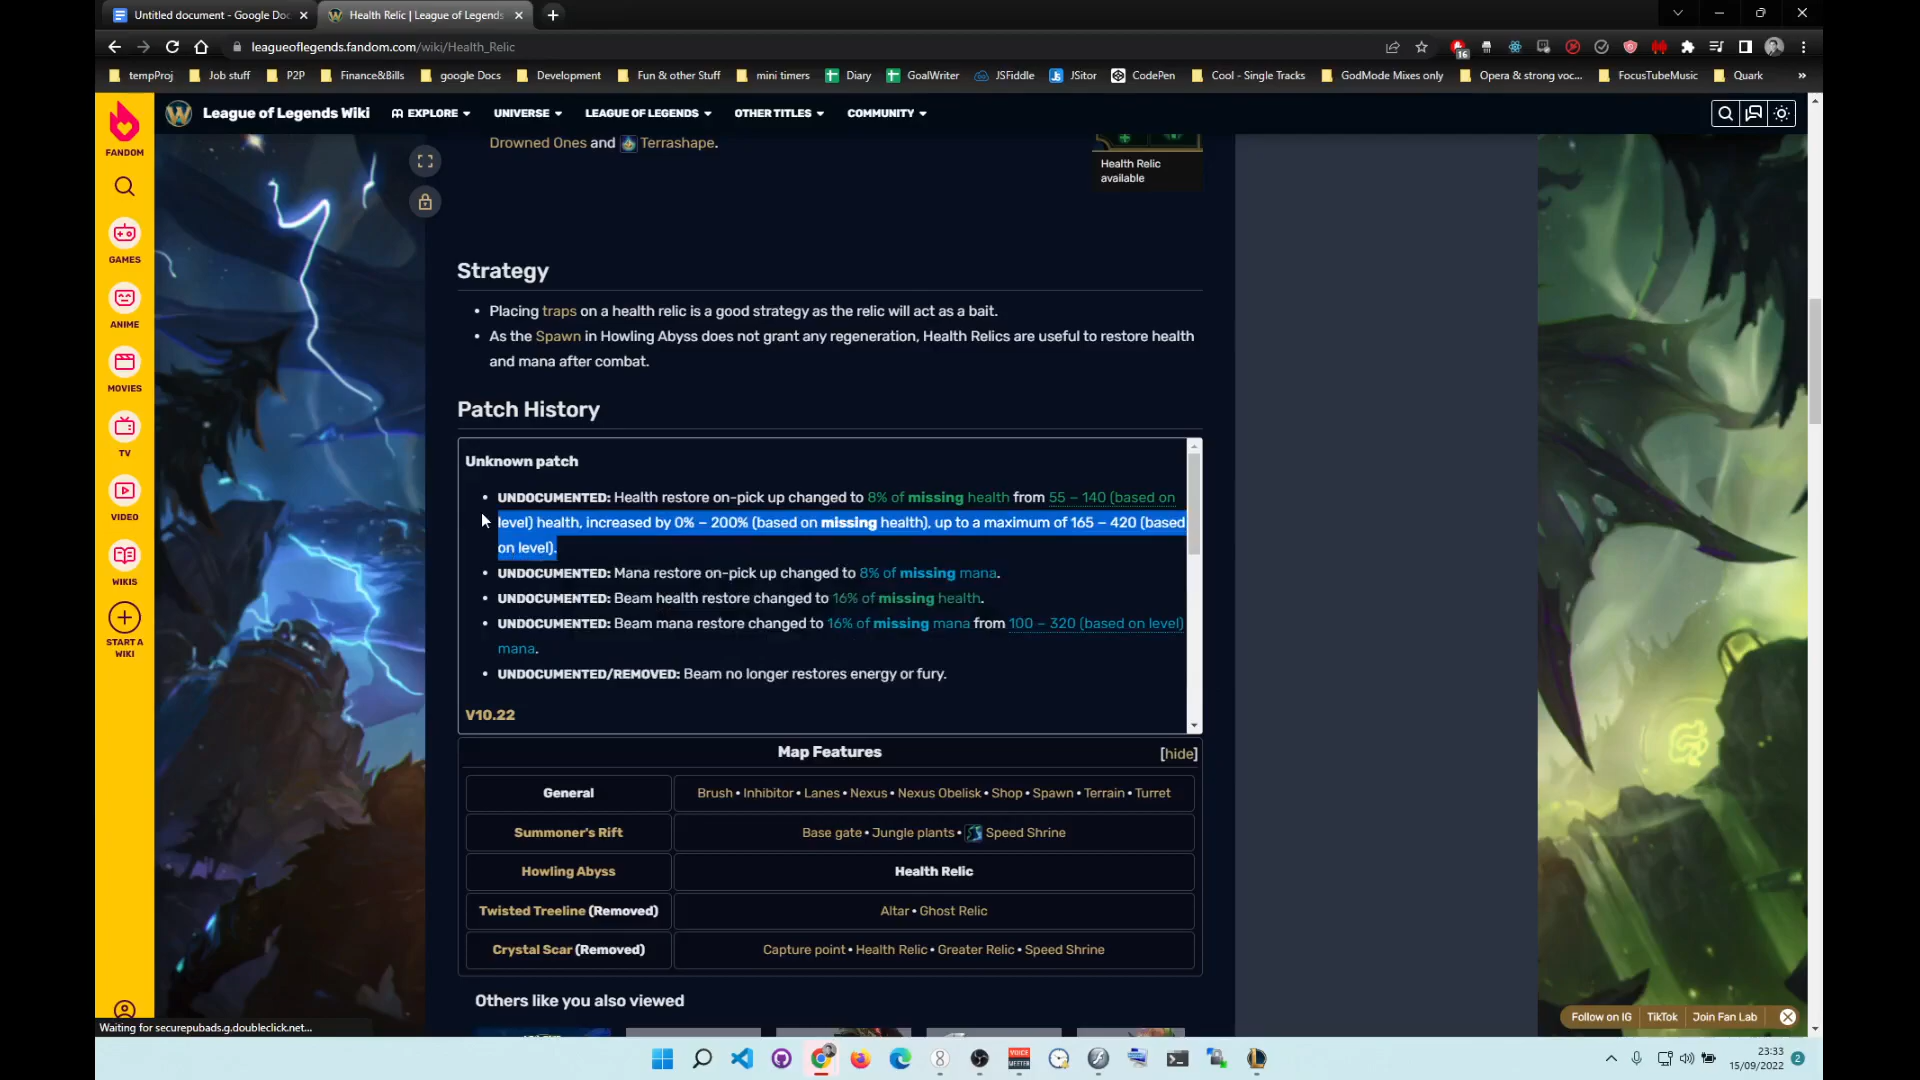 Untitled document - Google Doc
Health Relic | League of Legends
leagueoflegends.fandom.com/wiki/Health_Relic
16
tempProj
Job stuff
P2P
Finance&Bills
google Docs
Development
Fun & other Stuff
mini timers
Diary
GoalWriter
JSFiddle
JSitor
CodePen
Cool - Single Tracks
GodMode Mixes only
Opera & strong voc...
FocusTubeMusic
Quark
»
League of Legends Wiki
EXPLORE
UNIVERSE
LEAGUE OF LEGENDS
OTHER TITLES
COMMUNITY
FANDOM
GAMES
ANIME
MOVIES
TV
VIDEO
WIKIS
START A
WIKI
Drowned Ones and Terrashape.
Health Relic
available
Strategy
• Placing traps on a health relic is a good strategy as the relic will act as a bait.
• As the Spawn in Howling Abyss does not grant any regeneration, Health Relics are useful to restore health
and mana after combat.
Patch History
Unknown patch
• UNDOCUMENTED: Health restore on-pick up changed to 8% of missing health from 55 – 140 (based on
level) health, increased by 0% – 200% (based on missing health), up to a maximum of 165 – 420 (based
on level).
• UNDOCUMENTED: Mana restore on-pick up changed to 8% of missing mana.
• UNDOCUMENTED: Beam health restore changed to 16% of missing health.
• UNDOCUMENTED: Beam mana restore changed to 16% of missing mana from 100 – 320 (based on level)
mana.
• UNDOCUMENTED/REMOVED: Beam no longer restores energy or fury.
V10.22
Map Features
[hide]
General
Brush • Inhibitor • Lanes • Nexus • Nexus Obelisk • Shop • Spawn • Terrain • Turret
Summoner's Rift
Base gate • Jungle plants • Speed Shrine
Howling Abyss
Health Relic
Twisted Treeline (Removed)
Altar • Ghost Relic
Crystal Scar (Removed)
Capture point • Health Relic • Greater Relic • Speed Shrine
Others like you also viewed
Follow on IG
TikTok
Join Fan Lab
Waiting for securepubads.g.doubleclick.net...
VOICE
MEETER
23:33
15/09/2022
2